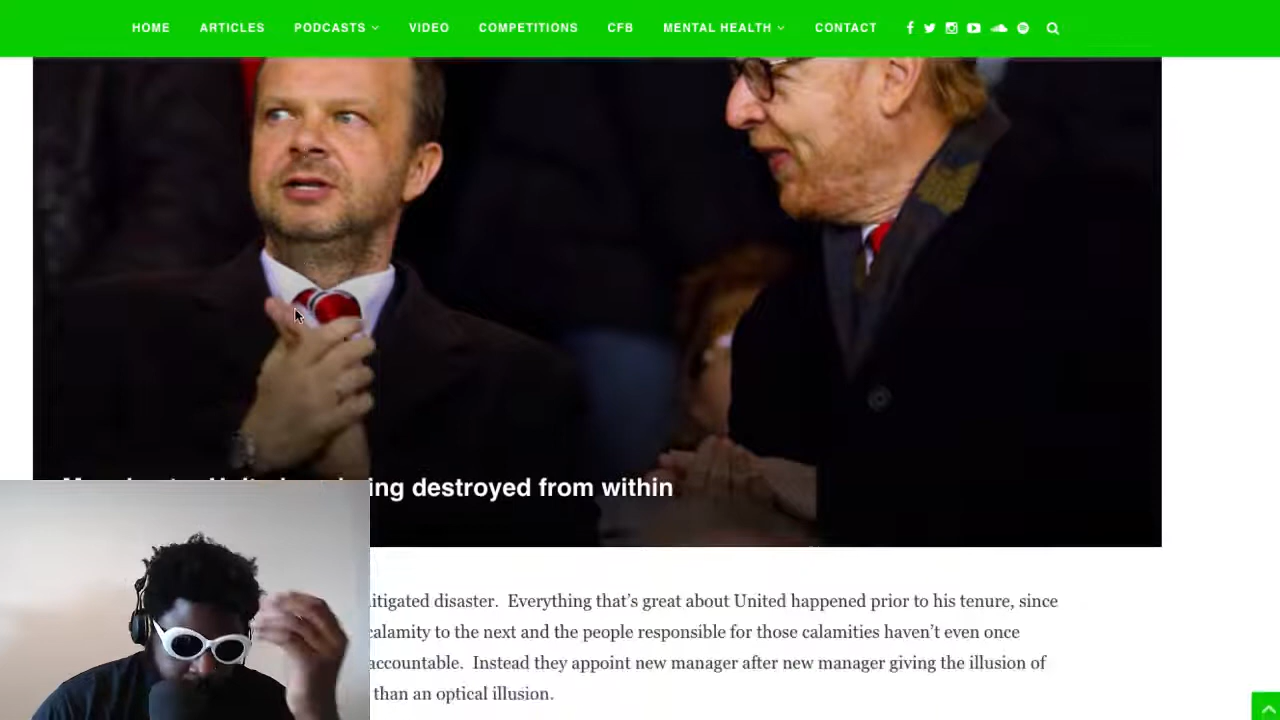 HOME ARTICLES PODCASTS VIDEO COMPETITIONS CFB MENTAL HEALTH CONTACT
being destroyed from within
disaster. Everything that’s great about United happened prior to his tenure, since
calamity to the next and the people responsible for those calamities haven’t even once
accountable. Instead they appoint new manager after new manager giving the illusion of
than an optical illusion.